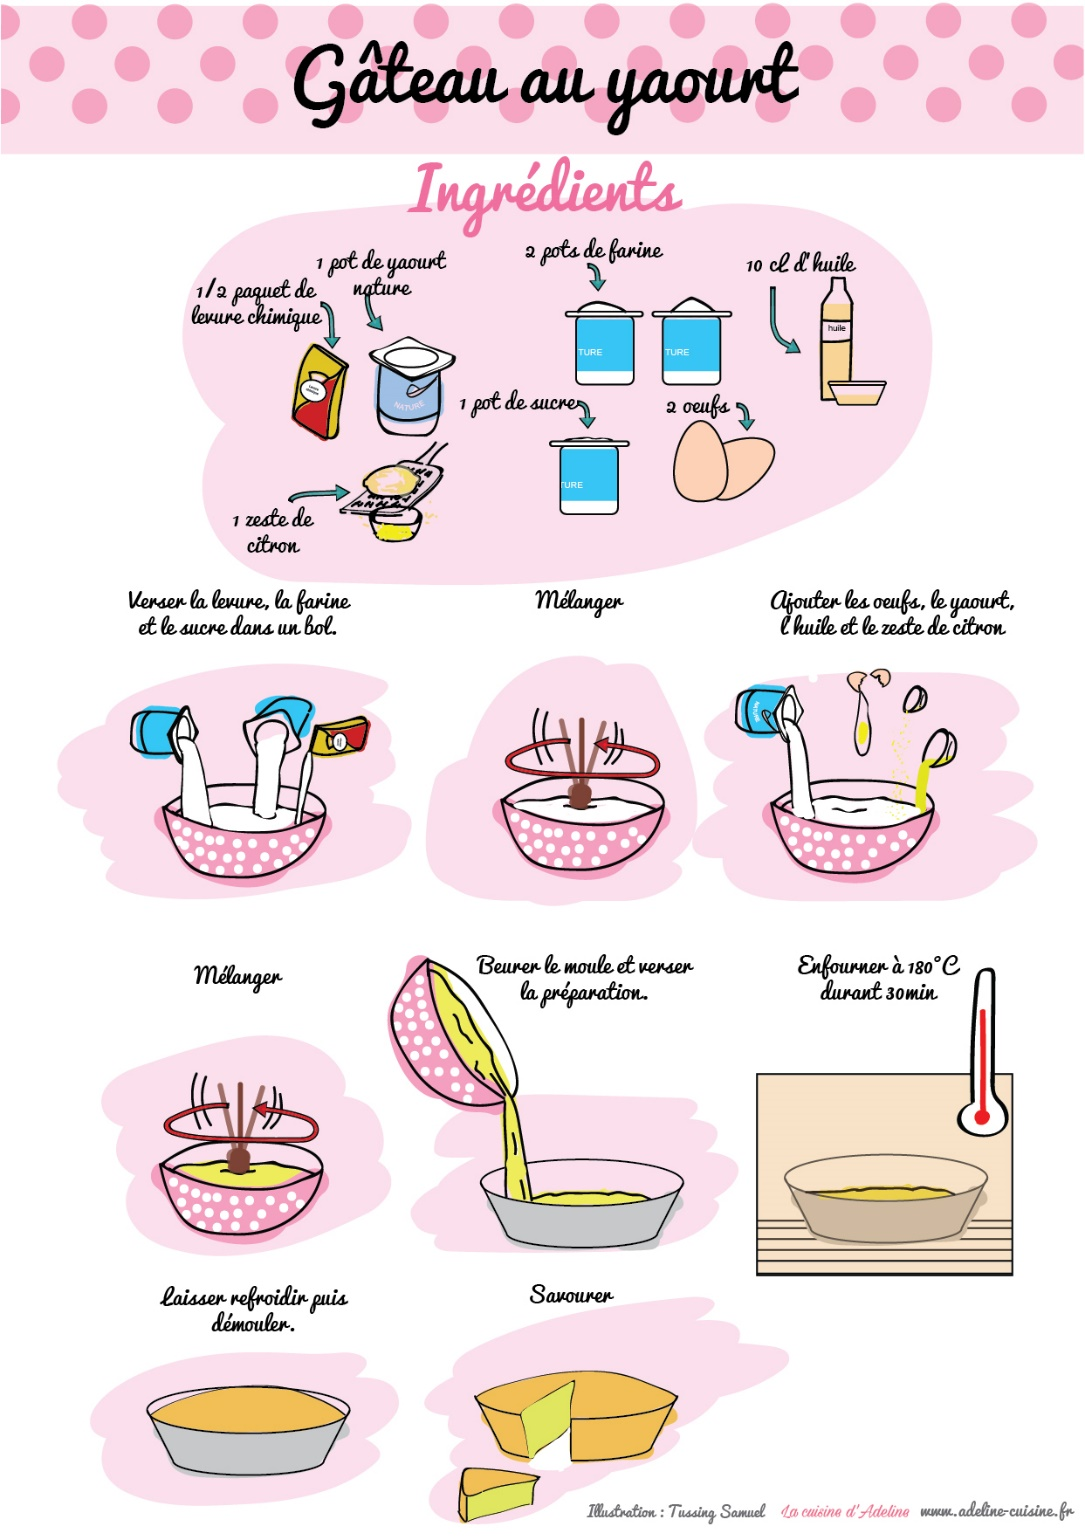 Gâteau au yaourt
Ingrédients
1 pot de yaourt
nature
1/2 paquet de
levure chimique
2 pots de farine
10 cl d'huile
huile
TURE
TURE
NATURE
1 pot de sucre
2 oeufs
TURE
1 zeste de
citron
Verser la levure, la farine
et le sucre dans un bol.
Mélanger
Ajouter les oeufs, le yaourt,
l'huile et le zeste de citron
Mélanger
Beurer le moule et verser
la préparation.
Enfourner à 180°C
durant 30min
Laisser refroidir puis
démouler.
Savourer
Illustration : Tussing Samuel La cuisine d'Adeline www.adeline-cuisine.fr